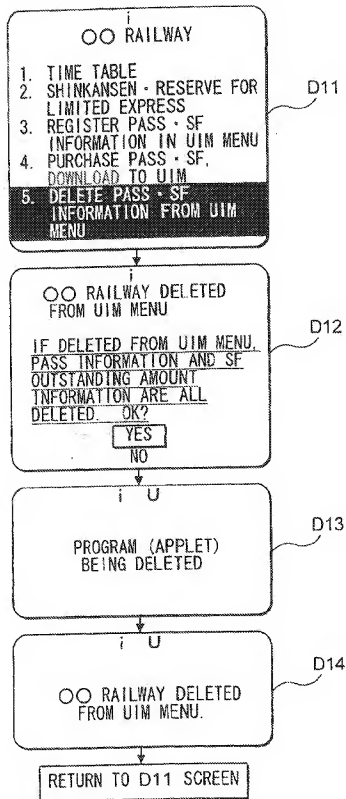 i
○○ RAILWAY
1. TIME TABLE
2. SHINKANSEN・RESERVE FOR
LIMITED EXPRESS
3. REGISTER PASS・SF
INFORMATION IN UIM MENU
4. PURCHASE PASS・SF,
DOWNLOAD TO UIM
5. DELETE PASS・SF
INFORMATION FROM UIM
MENU
D11
i
○○ RAILWAY DELETED
FROM UIM MENU
IF DELETED FROM UIM MENU,
PASS INFORMATION AND SF
OUTSTANDING AMOUNT
INFORMATION ARE ALL
DELETED. OK?
YES
NO
D12
i U
PROGRAM (APPLET)
BEING DELETED
D13
i U
○○ RAILWAY DELETED
FROM UIM MENU.
D14
RETURN TO D11 SCREEN